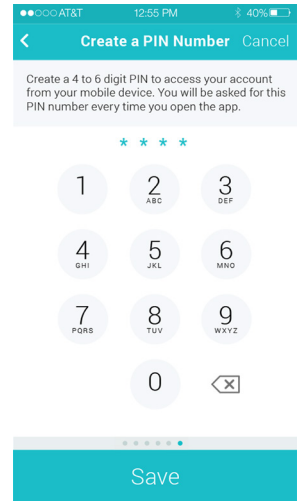 AT&T 12:55 PM 40%
Create a PIN Number Cancel
Create a 4 to 6 digit PIN to access your account
from your mobile device. You will be asked for this
PIN number every time you open the app.
* * * *
1 2 3
ABC DEF
4 5 6
GHI JKL MNO
7 8 9
PQRS TUV WXYZ
0
Save